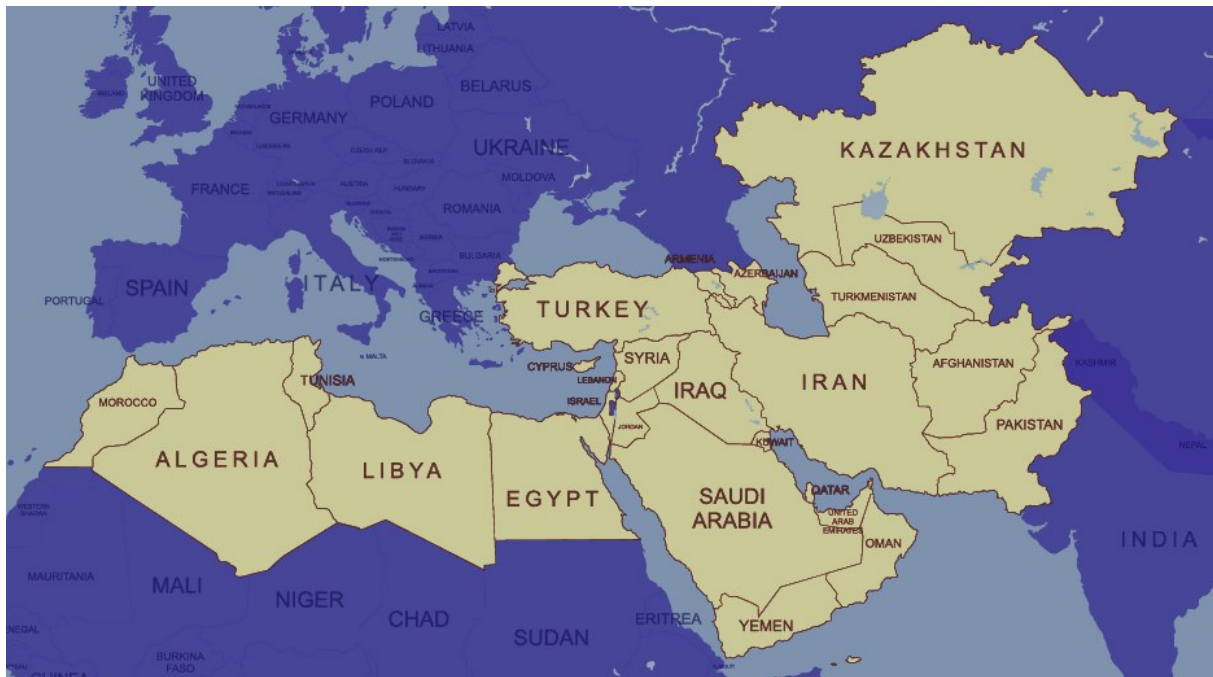 LATVIA
LITHUANIA
UNITED
KINGDOM
IRELAND
BELARUS
POLAND
GERMANY
UKRAINE
MOLDOVA
KAZAKHSTAN
FRANCE
AUSTRIA
HUNGARY
ROMANIA
BULGARIA
UZBEKISTAN
ARMENIA
AZERBAIJAN
TURKMENISTAN
PORTUGAL
SPAIN
ITALY
GREECE
TURKEY
MALTA
CYPRUS
SYRIA
LEBANON
ISRAEL
IRAQ
JORDAN
IRAN
AFGHANISTAN
KASHMIR
PAKISTAN
NEPAL
TUNISIA
MOROCCO
ALGERIA
LIBYA
EGYPT
KUWAIT
SAUDI
ARABIA
QATAR
UNITED
ARAB
EMIRATES
OMAN
YEMEN
INDIA
WESTERN
SAHARA
MAURITANIA
MALI
NIGER
CHAD
SUDAN
ERITREA
BURKINA
FASO